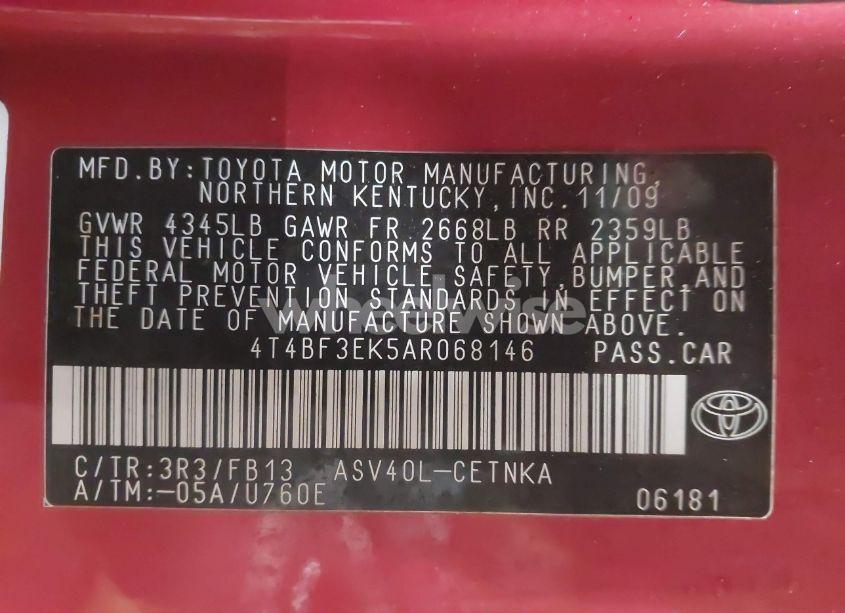 MFD.BY:TOYOTA MOTOR MANUFACTURING,
NORTHERN KENTUCKY,INC.11/09
GVWR 4345LB GAWR FR 2668LB RR 2359LB
THIS VEHICLE CONFORMS TO ALL APPLICABLE
FEDERAL MOTOR VEHICLE SAFETY,BUMPER,AND
THEFT PREVENTION STANDARDS IN EFFECT ON
wheelwise
THE DATE OF MANUFACTURE SHOWN ABOVE.
4T4BF3EK5AR068146 PASS.CAR
C/TR:3R3/FB13 ASV40L-CETNKA
A/TM:-05A/U760E 06181